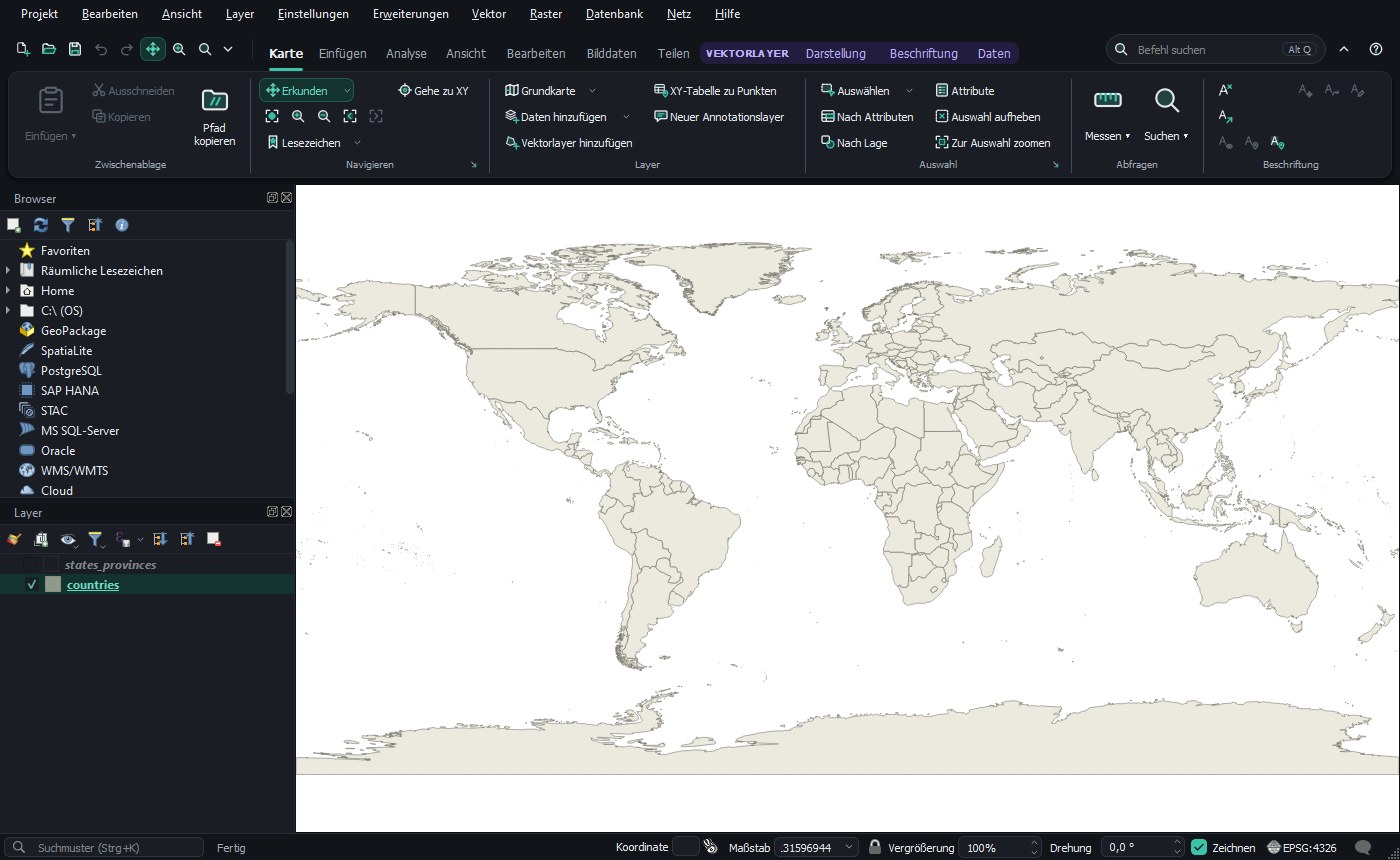 Projekt Bearbeiten Ansicht Layer Einstellungen Erweiterungen Vektor Raster Datenbank Netz Hilfe
Karte Einfügen Analyse Ansicht Bearbeiten Bilddaten Teilen VEKTORLAYER Darstellung Beschriftung Daten Befehl suchen Alt Q
Einfügen
Ausschneiden
Kopieren
Pfad
kopieren
Zwischenablage
Erkunden Gehe zu XY
Lesezeichen
Navigieren
Grundkarte XY-Tabelle zu Punkten
Daten hinzufügen Neuer Annotationslayer
Vektorlayer hinzufügen
Layer
Auswählen Attribute
Nach Attributen Auswahl aufheben
Nach Lage Zur Auswahl zoomen
Auswahl
Messen Suchen
Abfragen
Beschriftung
Browser
Favoriten
Räumliche Lesezeichen
Home
C:\ (OS)
GeoPackage
SpatiaLite
PostgreSQL
SAP HANA
STAC
MS SQL-Server
Oracle
WMS/WMTS
Cloud
Layer
states_provinces
countries
Suchmuster (Strg+K) Fertig Koordinate Maßstab .31596944 Vergrößerung 100% Drehung 0,0 ° Zeichnen EPSG:4326